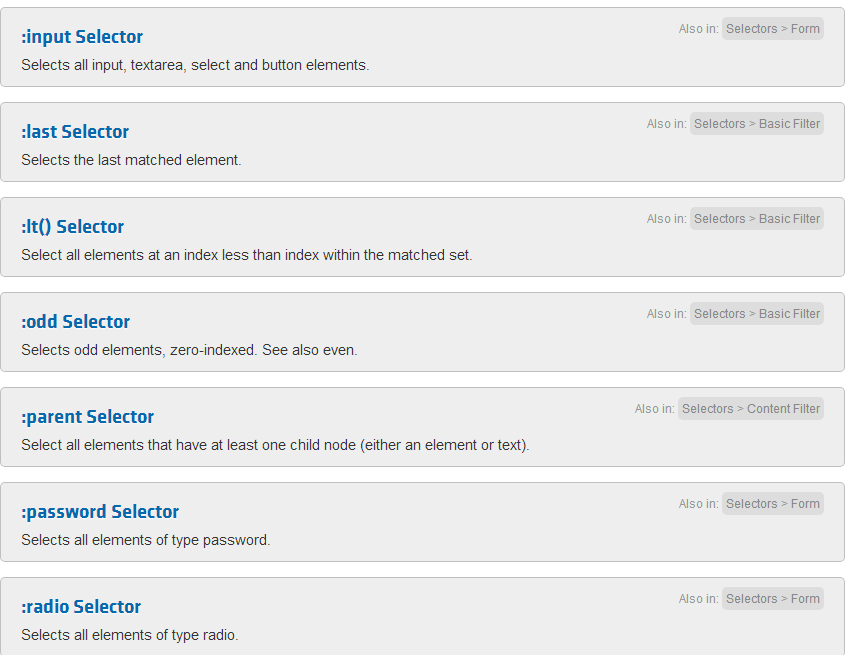 :input Selector
Also in: Selectors > Form
Selects all input, textarea, select and button elements.
:last Selector
Also in: Selectors > Basic Filter
Selects the last matched element.
:lt() Selector
Also in: Selectors > Basic Filter
Select all elements at an index less than index within the matched set.
:odd Selector
Also in: Selectors > Basic Filter
Selects odd elements, zero-indexed. See also even.
:parent Selector
Also in: Selectors > Content Filter
Select all elements that have at least one child node (either an element or text).
:password Selector
Also in: Selectors > Form
Selects all elements of type password.
:radio Selector
Also in: Selectors > Form
Selects all elements of type radio.